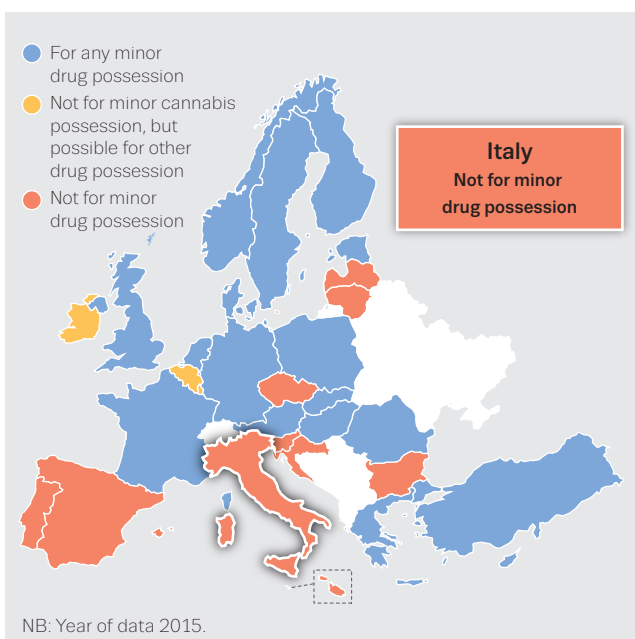 For any minor
drug possession
Not for minor cannabis
possession, but
possible for other
drug possession
Not for minor
drug possession
Italy
Not for minor
drug possession
NB: Year of data 2015.